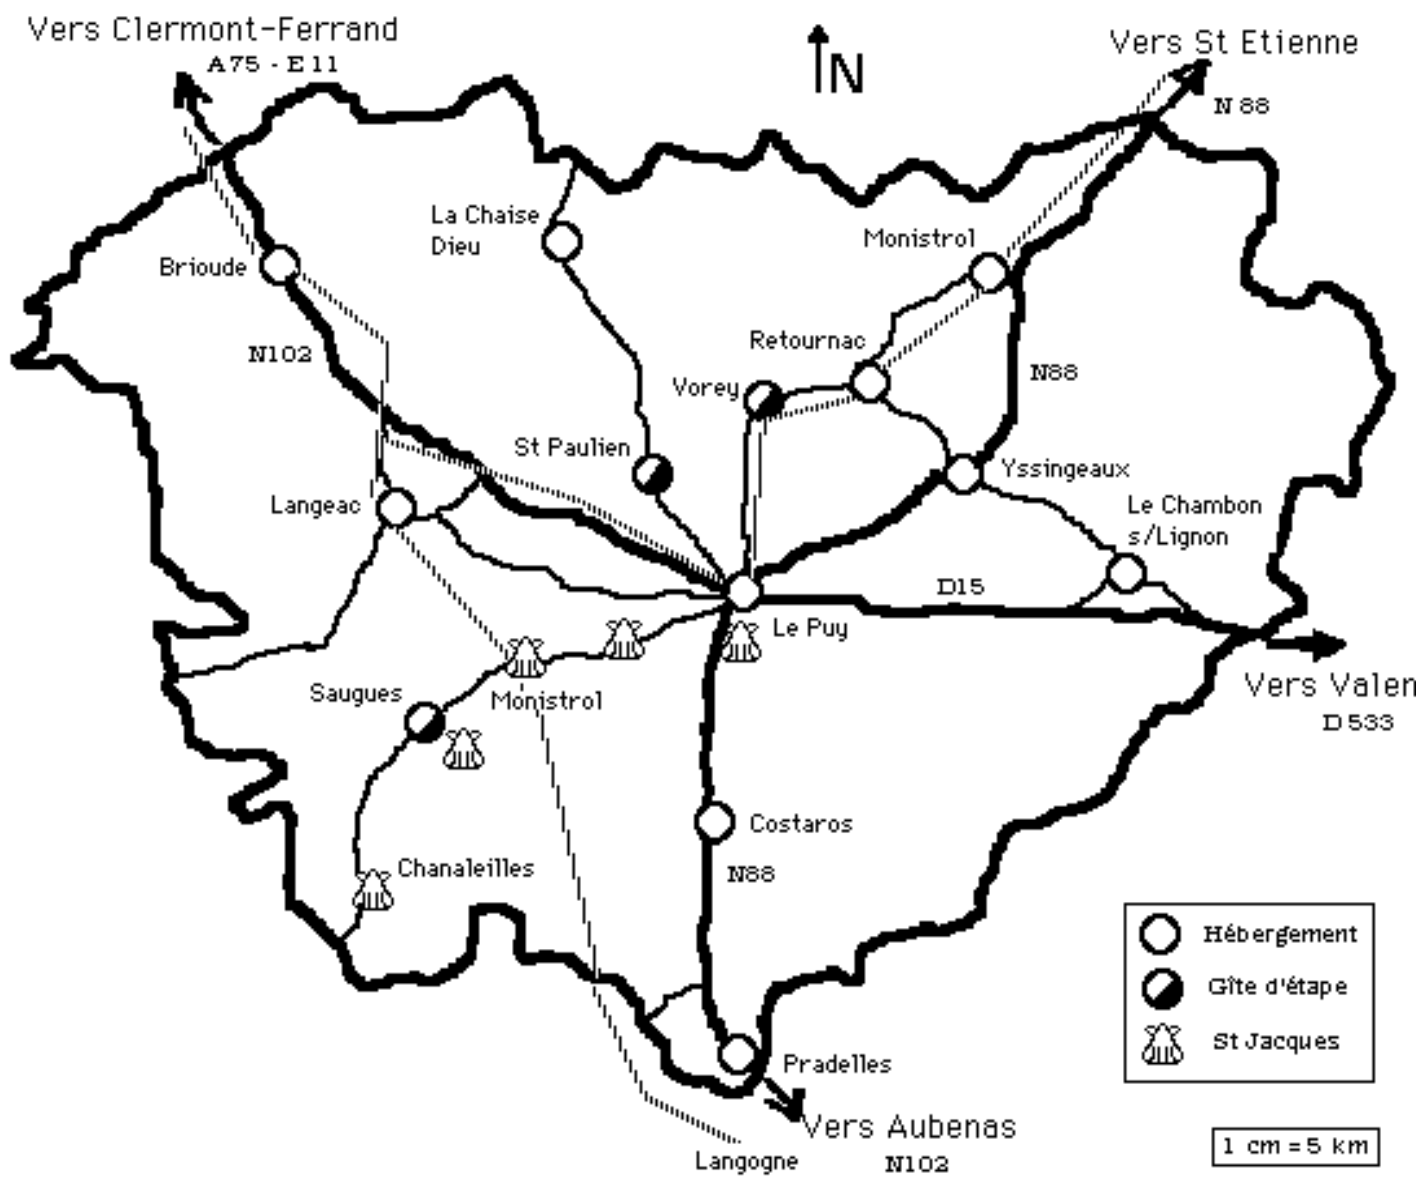 Vers Clermont-Ferrand
A75 - E11
N
Vers St Etienne
N 88
La Chaise
Dieu
Monistrol
Brioude
Retournac
N102
N88
Vorey
St Paulien
Yssingeaux
Langeac
Le Chambon
s/Lignon
D15
Le Puy
Vers Valen
D 533
Saugues
Monistrol
Costaros
Chanaleilles
N88
Hébergement
Gîte d'étape
St Jacques
Pradelles
Vers Aubenas
N102
Langogne
1 cm = 5 km